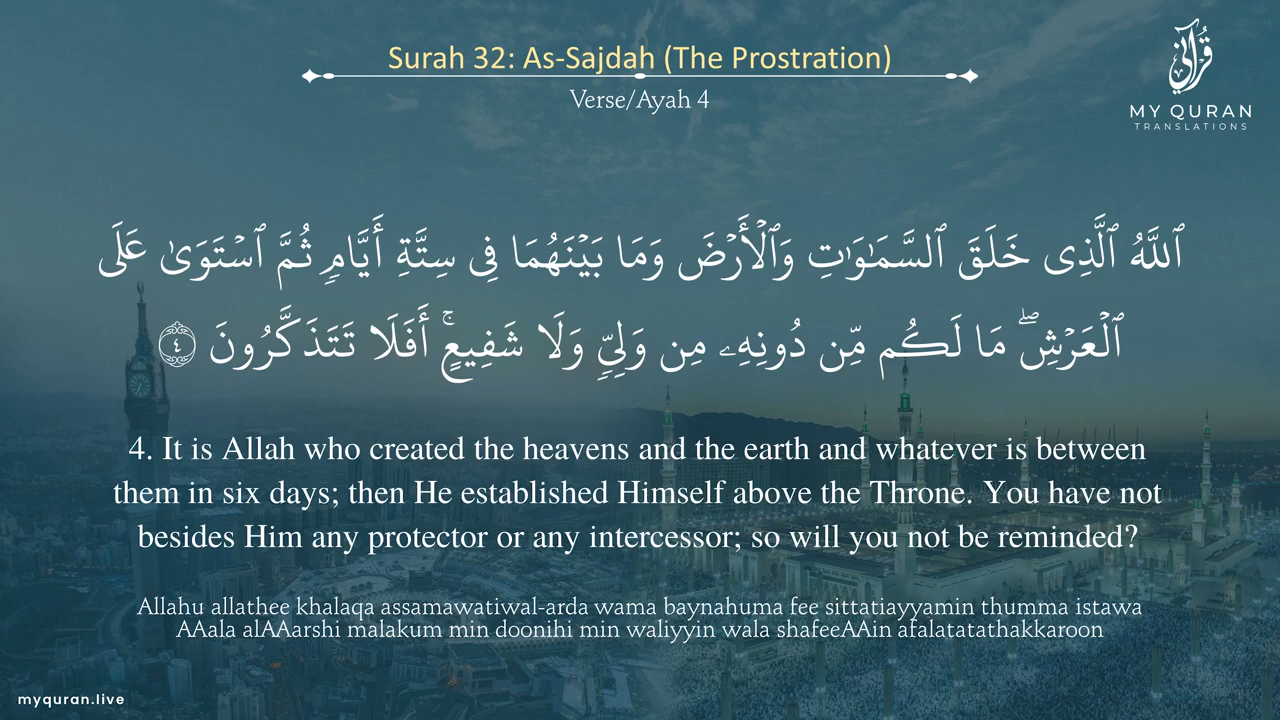 Surah 32: As-Sajdah (The Prostration)
Verse/Ayah 4
قُرْآنِي
MY QURAN
TRANSLATIONS
ٱللَّهُ ٱلَّذِى خَلَقَ ٱلسَّمَـٰوَٰتِ وَٱلْأَرْضَ وَمَا بَيْنَهُمَا فِى سِتَّةِ أَيَّامٍۢ ثُمَّ ٱسْتَوَىٰ عَلَى
ٱلْعَرْشِ ۖ مَا لَكُم مِّن دُونِهِۦ مِن وَلِىٍّۢ وَلَا شَفِيعٍ ۚ أَفَلَا تَتَذَكَّرُونَ ٤
4. It is Allah who created the heavens and the earth and whatever is between
them in six days; then He established Himself above the Throne. You have not
besides Him any protector or any intercessor; so will you not be reminded?
Allahu allathee khalaqa assamawatiwal-arda wama baynahuma fee sittatiayyamin thumma istawa
AAala alAAarshi malakum min doonihi min waliyyin wala shafeeAAin afalatatathakkaroon
myquran.live